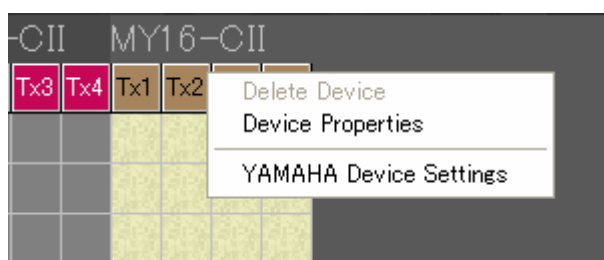 -CII MY16-CII
Tx3 Tx4 Tx1 Tx2
Delete Device
Device Properties
YAMAHA Device Settings